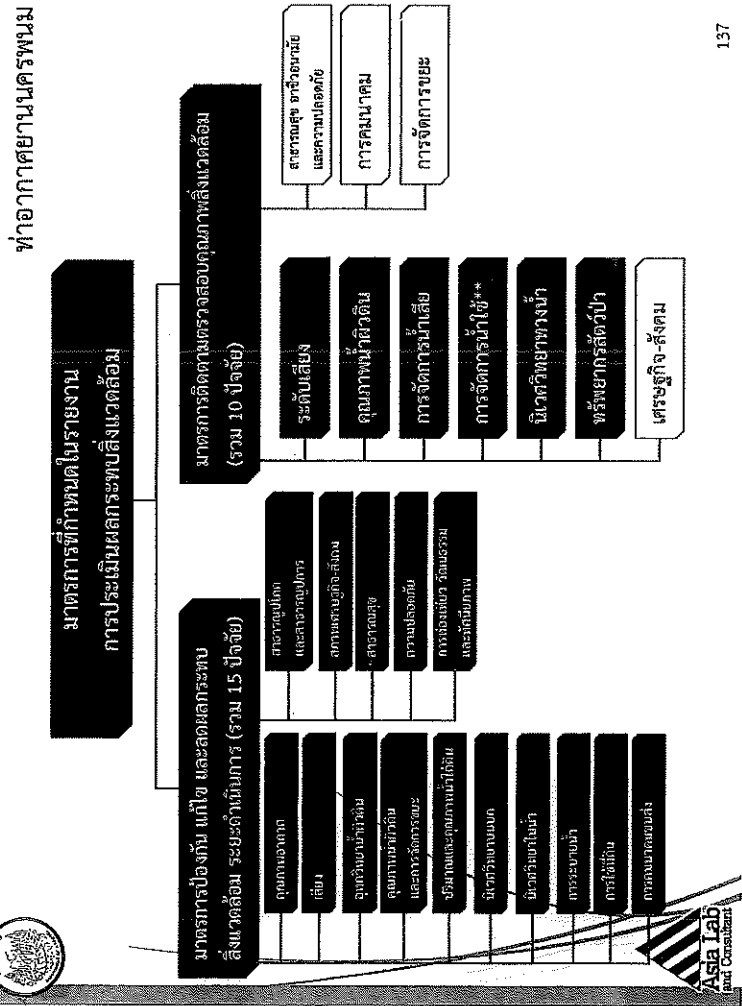 ท่าอากาศยานนครพนม
มาตรการที่กำหนดในรายงาน
การประเมินผลกระทบสิ่งแวดล้อม
มาตรการป้องกัน แก้ไข และลดผลกระทบ
สิ่งแวดล้อม ระยะดำเนินการ (รวม 15 ปัจจัย)
คุณภาพอากาศ
เสียง
อุทกวิทยาน้ำผิวดิน
คุณภาพน้ำผิวดิน
และการจัดการขยะ
ปริมาณและคุณภาพน้ำใต้ดิน
นิเวศวิทยาบนบก
นิเวศวิทยาในน้ำ
การระบายน้ำ
การใช้ที่ดิน
การคมนาคมขนส่ง
สาธารณูปโภค
และสาธารณูปการ
สภาพเศรษฐกิจ-สังคม
สาธารณสุข
ความปลอดภัย
การท่องเที่ยว วัฒนธรรม
และทัศนียภาพ
มาตรการติดตามตรวจสอบคุณภาพสิ่งแวดล้อม
(รวม 10 ปัจจัย)
ระดับเสียง
คุณภาพน้ำผิวดิน
การจัดการน้ำเสีย
การจัดการน้ำใช้**
นิเวศวิทยาทางน้ำ
ทรัพยากรสัตว์ป่า
เศรษฐกิจ-สังคม
สาธารณสุข อาชีวอนามัย
และความปลอดภัย
การคมนาคม
การจัดการขยะ
Asia Lab
and Consultant
137